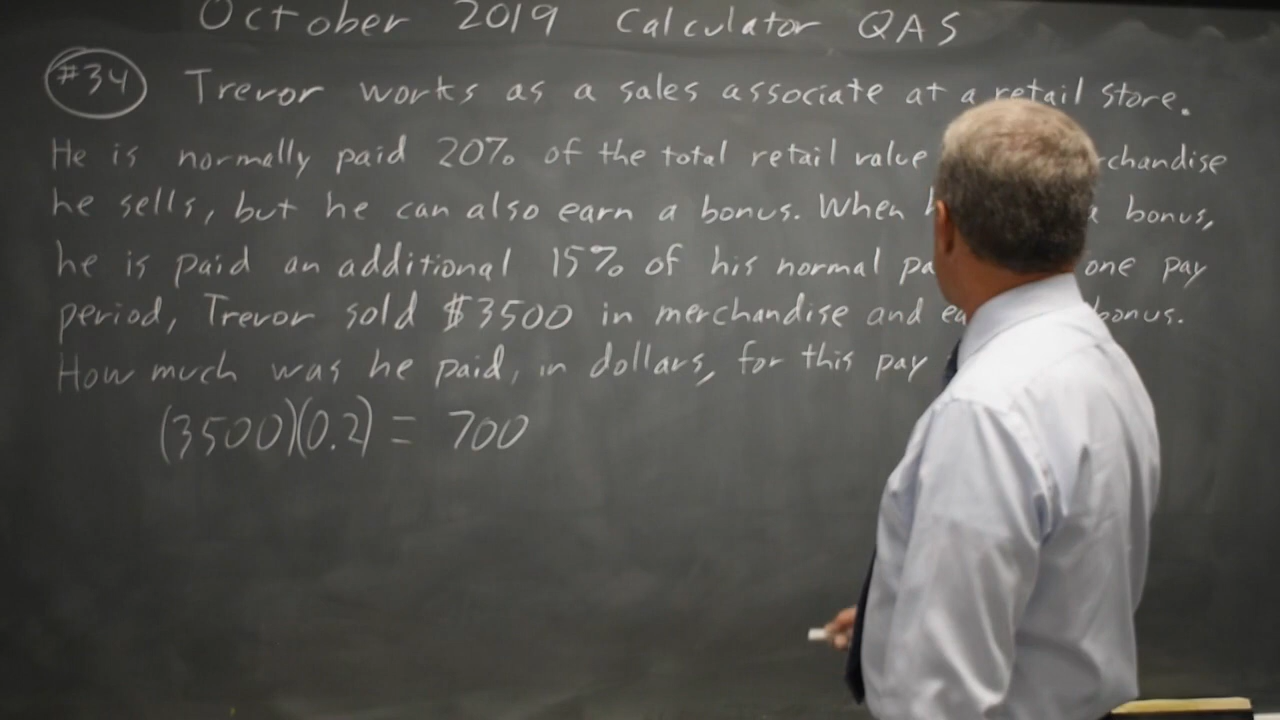 October 2019 Calculator QAS
#34 Trevor works as a sales associate at a retail store.
He is normally paid 20% of the total retail value rchandise
he sells, but he can also earn a bonus. When bonus,
he is paid an additional 15% of his normal pa one pay
period, Trevor sold $3500 in merchandise and bonus.
How much was he paid, in dollars, for this pay
(3500)(0.2) = 700